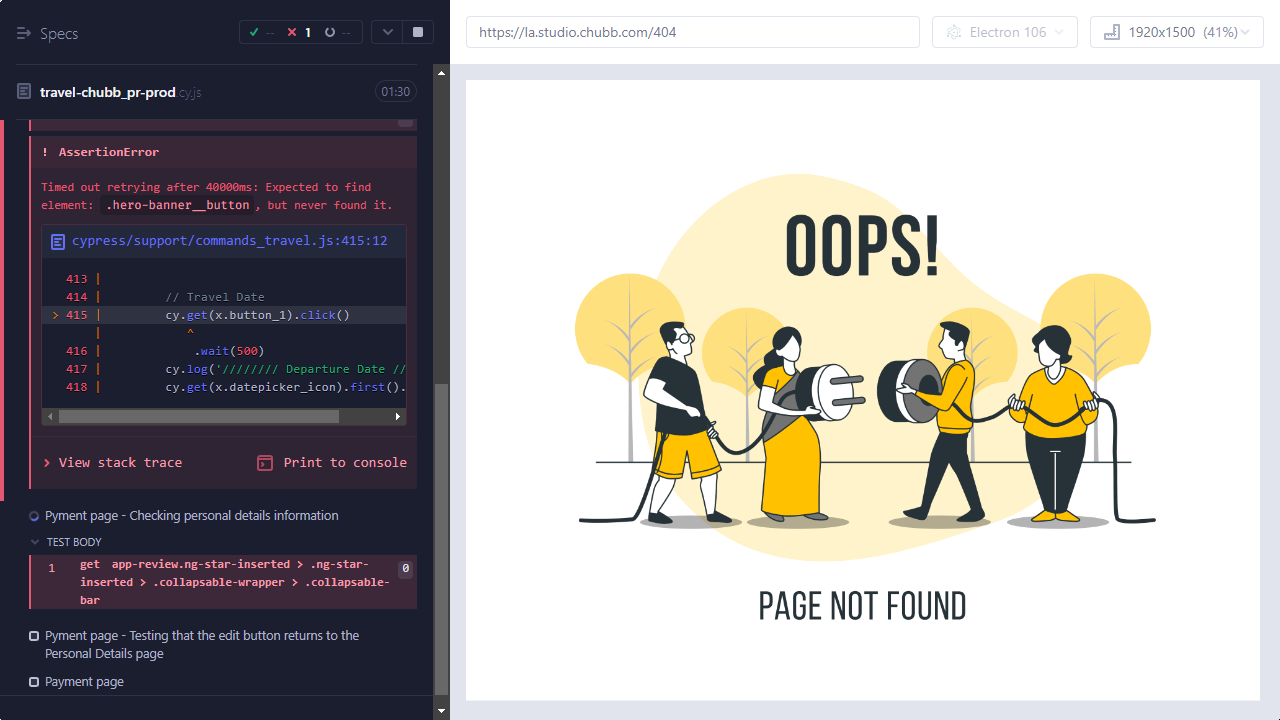 Specs
-- 1 --
travel-chubb_pr-prod.cy.js
01:30
! AssertionError
Timed out retrying after 40000ms: Expected to find
element: .hero-banner__button, but never found it.
cypress/support/commands_travel.js:415:12
413 |
414 | // Travel Date
> 415 | cy.get(x.button_1).click()
| ^
416 | .wait(500)
417 | cy.log('//////// Departure Date //
418 | cy.get(x.datepicker_icon).first().
> View stack trace
Print to console
Pyment page - Checking personal details information
TEST BODY
1 get app-review.ng-star-inserted > .ng-star-
inserted > .collapsable-wrapper > .collapsable-
bar
0
Pyment page - Testing that the edit button returns to the
Personal Details page
Payment page
https://la.studio.chubb.com/404
Electron 106
1920x1500 (41%)
OOPS!
PAGE NOT FOUND